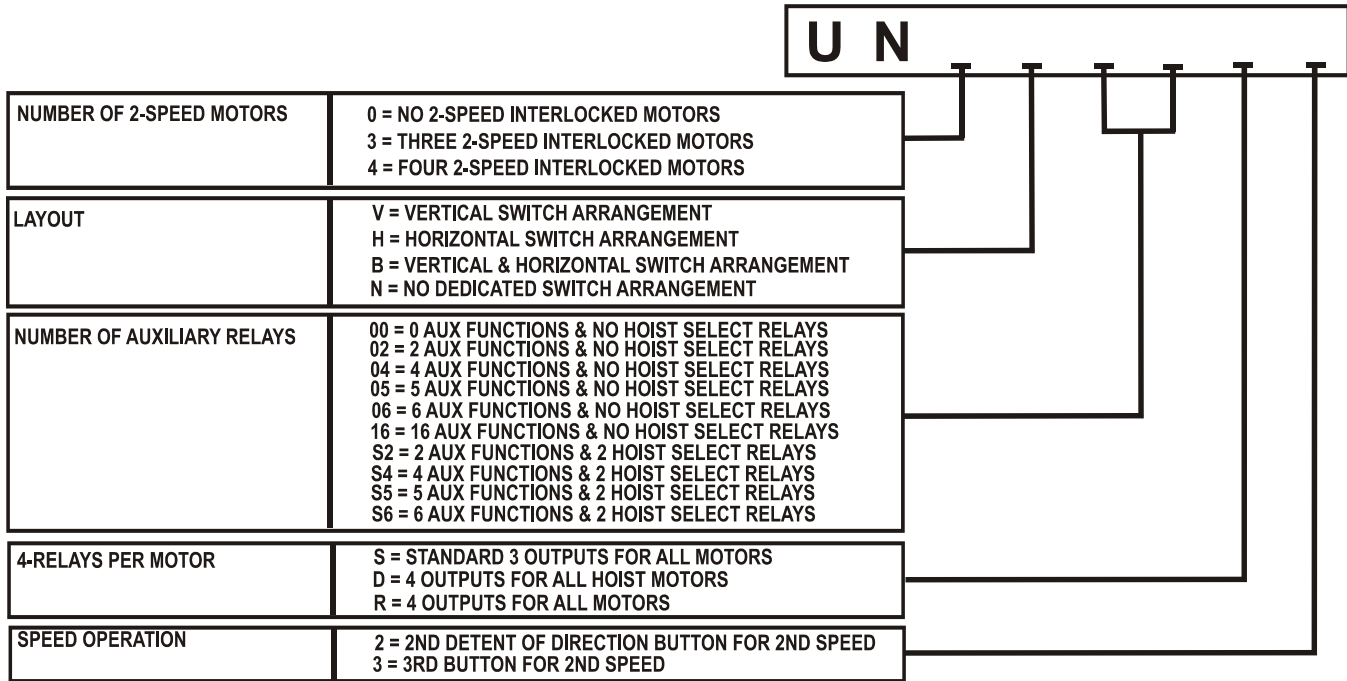 U N
NUMBER OF 2-SPEED MOTORS
0 = NO 2-SPEED INTERLOCKED MOTORS
3 = THREE 2-SPEED INTERLOCKED MOTORS
4 = FOUR 2-SPEED INTERLOCKED MOTORS
LAYOUT
V = VERTICAL SWITCH ARRANGEMENT
H = HORIZONTAL SWITCH ARRANGEMENT
B = VERTICAL & HORIZONTAL SWITCH ARRANGEMENT
N = NO DEDICATED SWITCH ARRANGEMENT
NUMBER OF AUXILIARY RELAYS
00 = 0 AUX FUNCTIONS & NO HOIST SELECT RELAYS
02 = 2 AUX FUNCTIONS & NO HOIST SELECT RELAYS
04 = 4 AUX FUNCTIONS & NO HOIST SELECT RELAYS
05 = 5 AUX FUNCTIONS & NO HOIST SELECT RELAYS
06 = 6 AUX FUNCTIONS & NO HOIST SELECT RELAYS
16 = 16 AUX FUNCTIONS & NO HOIST SELECT RELAYS
S2 = 2 AUX FUNCTIONS & 2 HOIST SELECT RELAYS
S4 = 4 AUX FUNCTIONS & 2 HOIST SELECT RELAYS
S5 = 5 AUX FUNCTIONS & 2 HOIST SELECT RELAYS
S6 = 6 AUX FUNCTIONS & 2 HOIST SELECT RELAYS
4-RELAYS PER MOTOR
S = STANDARD 3 OUTPUTS FOR ALL MOTORS
D = 4 OUTPUTS FOR ALL HOIST MOTORS
R = 4 OUTPUTS FOR ALL MOTORS
SPEED OPERATION
2 = 2ND DETENT OF DIRECTION BUTTON FOR 2ND SPEED
3 = 3RD BUTTON FOR 2ND SPEED